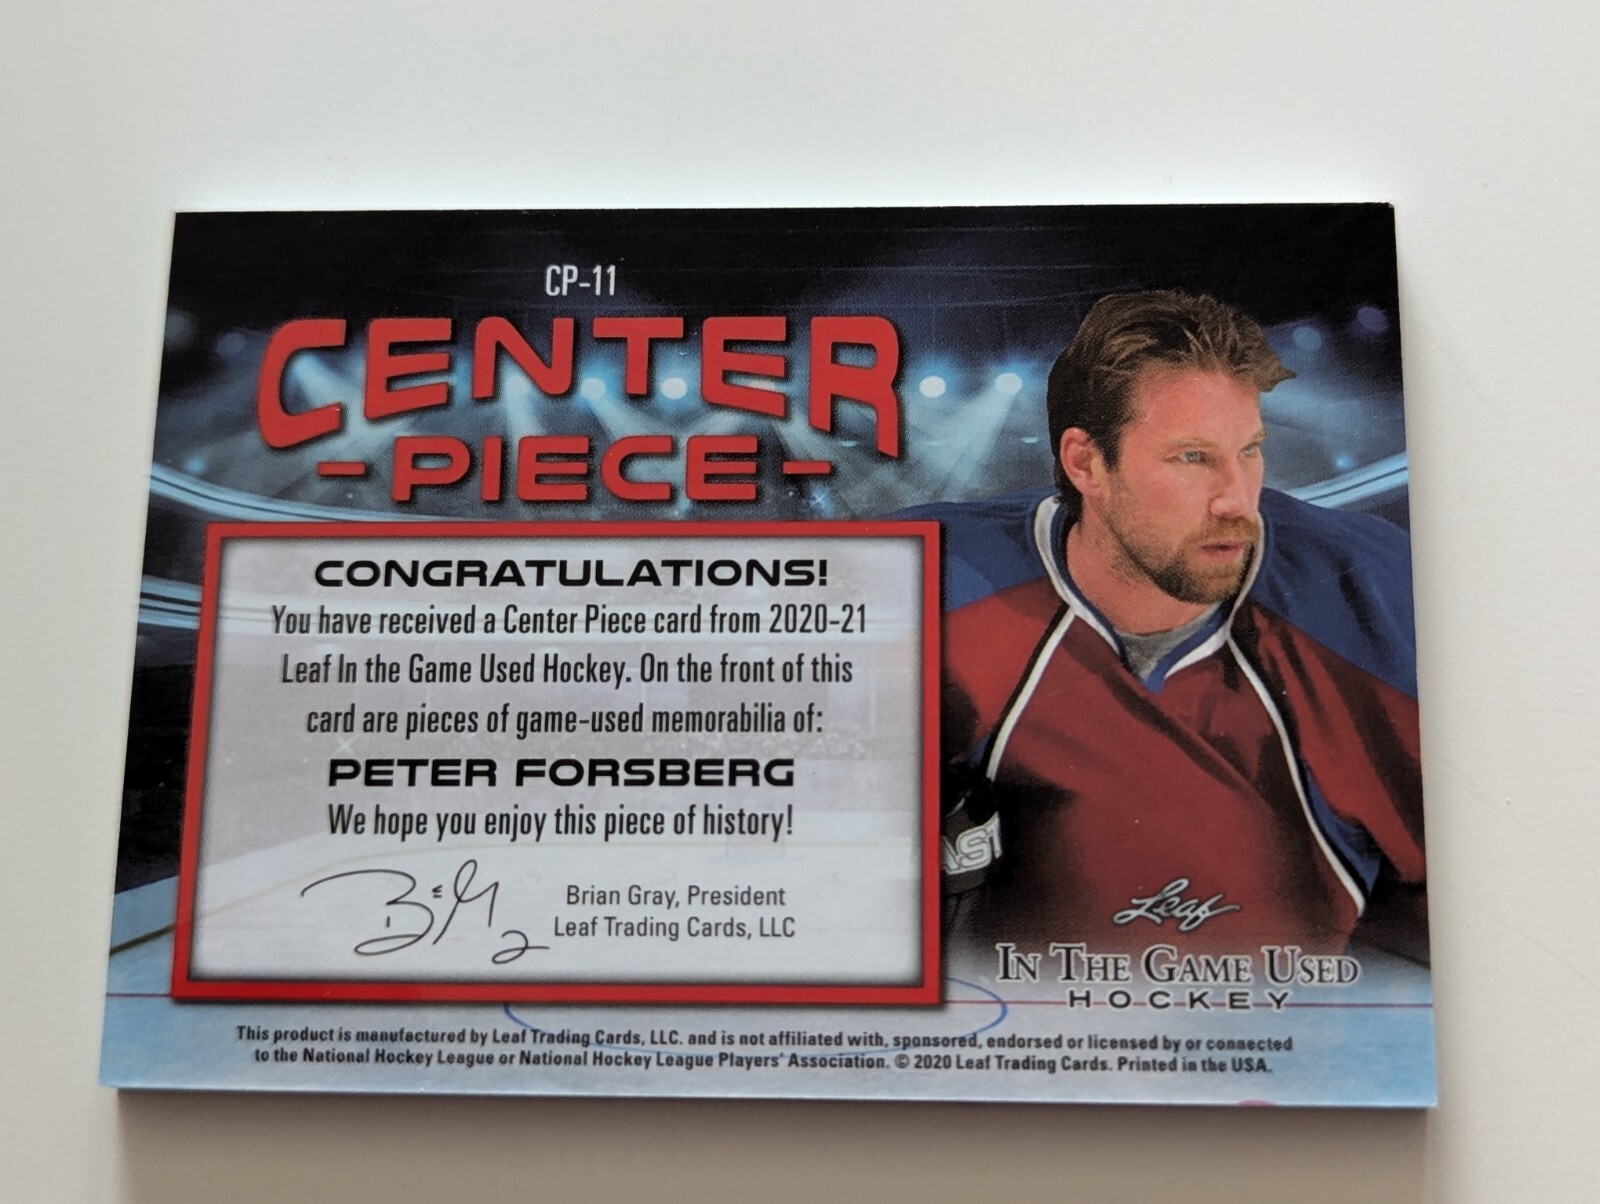 CP-11
CENTER
-PIECE-
CONGRATULATIONS!
You have received a Center Piece card from 2020-21
Leaf In the Game Used Hockey. On the front of this
card are pieces of game-used memorabilia of:
PETER FORSBERG
We hope you enjoy this piece of history!
Brian Gray, President
Leaf Trading Cards, LLC
AST
Leaf
IN THE GAME USED
HOCKEY
This product is manufactured by Leaf Trading Cards, LLC. and is not affiliated with, sponsored, endorsed or licensed by or connected
to the National Hockey League or National Hockey League Players' Association. © 2020 Leaf Trading Cards. Printed in the USA.